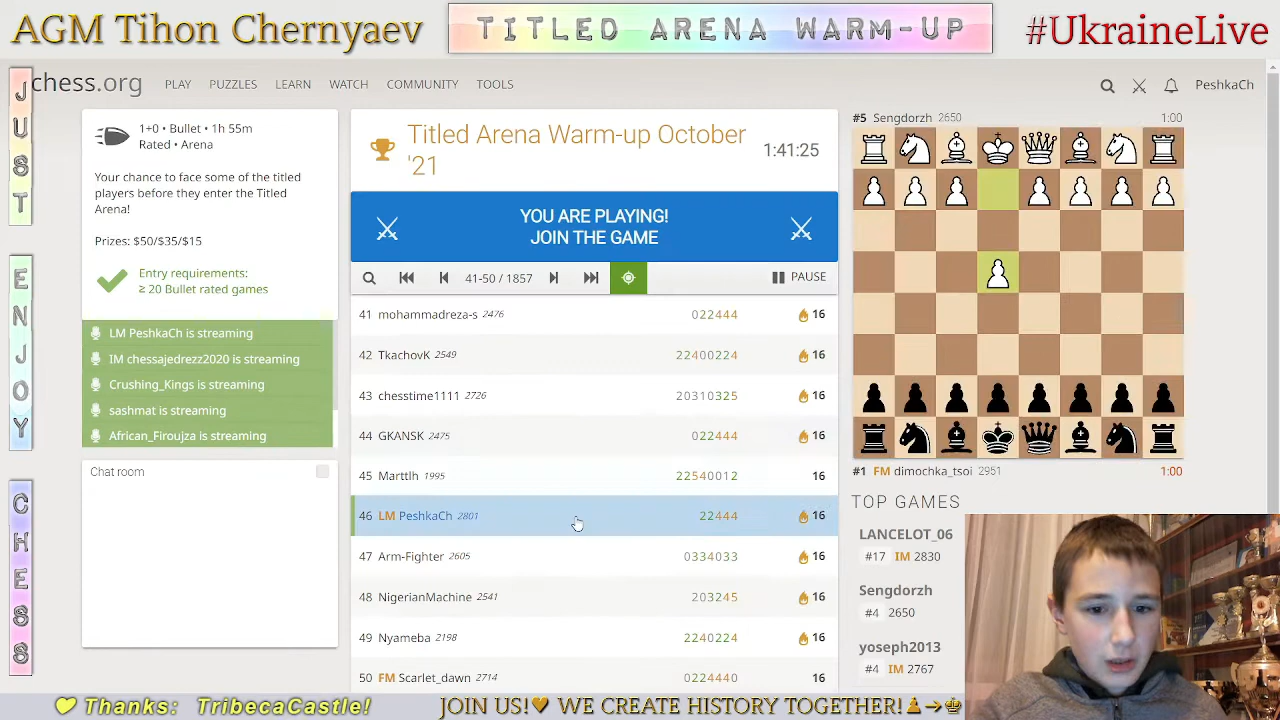 AGM Tihon Chernyaev
TITLED ARENA WARM-UP
#UkraineLive
JUST
ENJOY
CHESS
chess.org
PLAY
PUZZLES
LEARN
WATCH
COMMUNITY
TOOLS
PeshkaCh
1+0 • Bullet • 1h 55m
Rated • Arena
Your chance to face some of the titled
players before they enter the Titled
Arena!
Prizes: $50/$35/$15
Entry requirements:
≥ 20 Bullet rated games
LM PeshkaCh is streaming
IM chessajedrezz2020 is streaming
Crushing_Kings is streaming
sashmat is streaming
African_Firoujza is streaming
Chat room
Titled Arena Warm-up October
'21
1:41:25
YOU ARE PLAYING!
JOIN THE GAME
41-50 / 1857
PAUSE
41 mohammadreza-s 2476 022444 16
42 TkachovK 2549 22400224 16
43 chesstime1111 2726 20310325 16
44 GKANSK 2475 022444 16
45 Marttlh 1995 22540012 16
46 LM PeshkaCh 2801 22444 16
47 Arm-Fighter 2605 0334033 16
48 NigerianMachine 2541 203245 16
49 Nyameba 2198 2240224 16
50 FM Scarlet_dawn 2714 0224440 16
#5 Sengdorzh 2650 1:00
#1 FM dimochka_tsoi 2951 1:00
TOP GAMES
LANCELOT_06
#17 IM 2830
Sengdorzh
#4 2650
yoseph2013
#4 IM 2767
Thanks: TribecaCastle!
JOIN US! WE CREATE HISTORY TOGETHER!